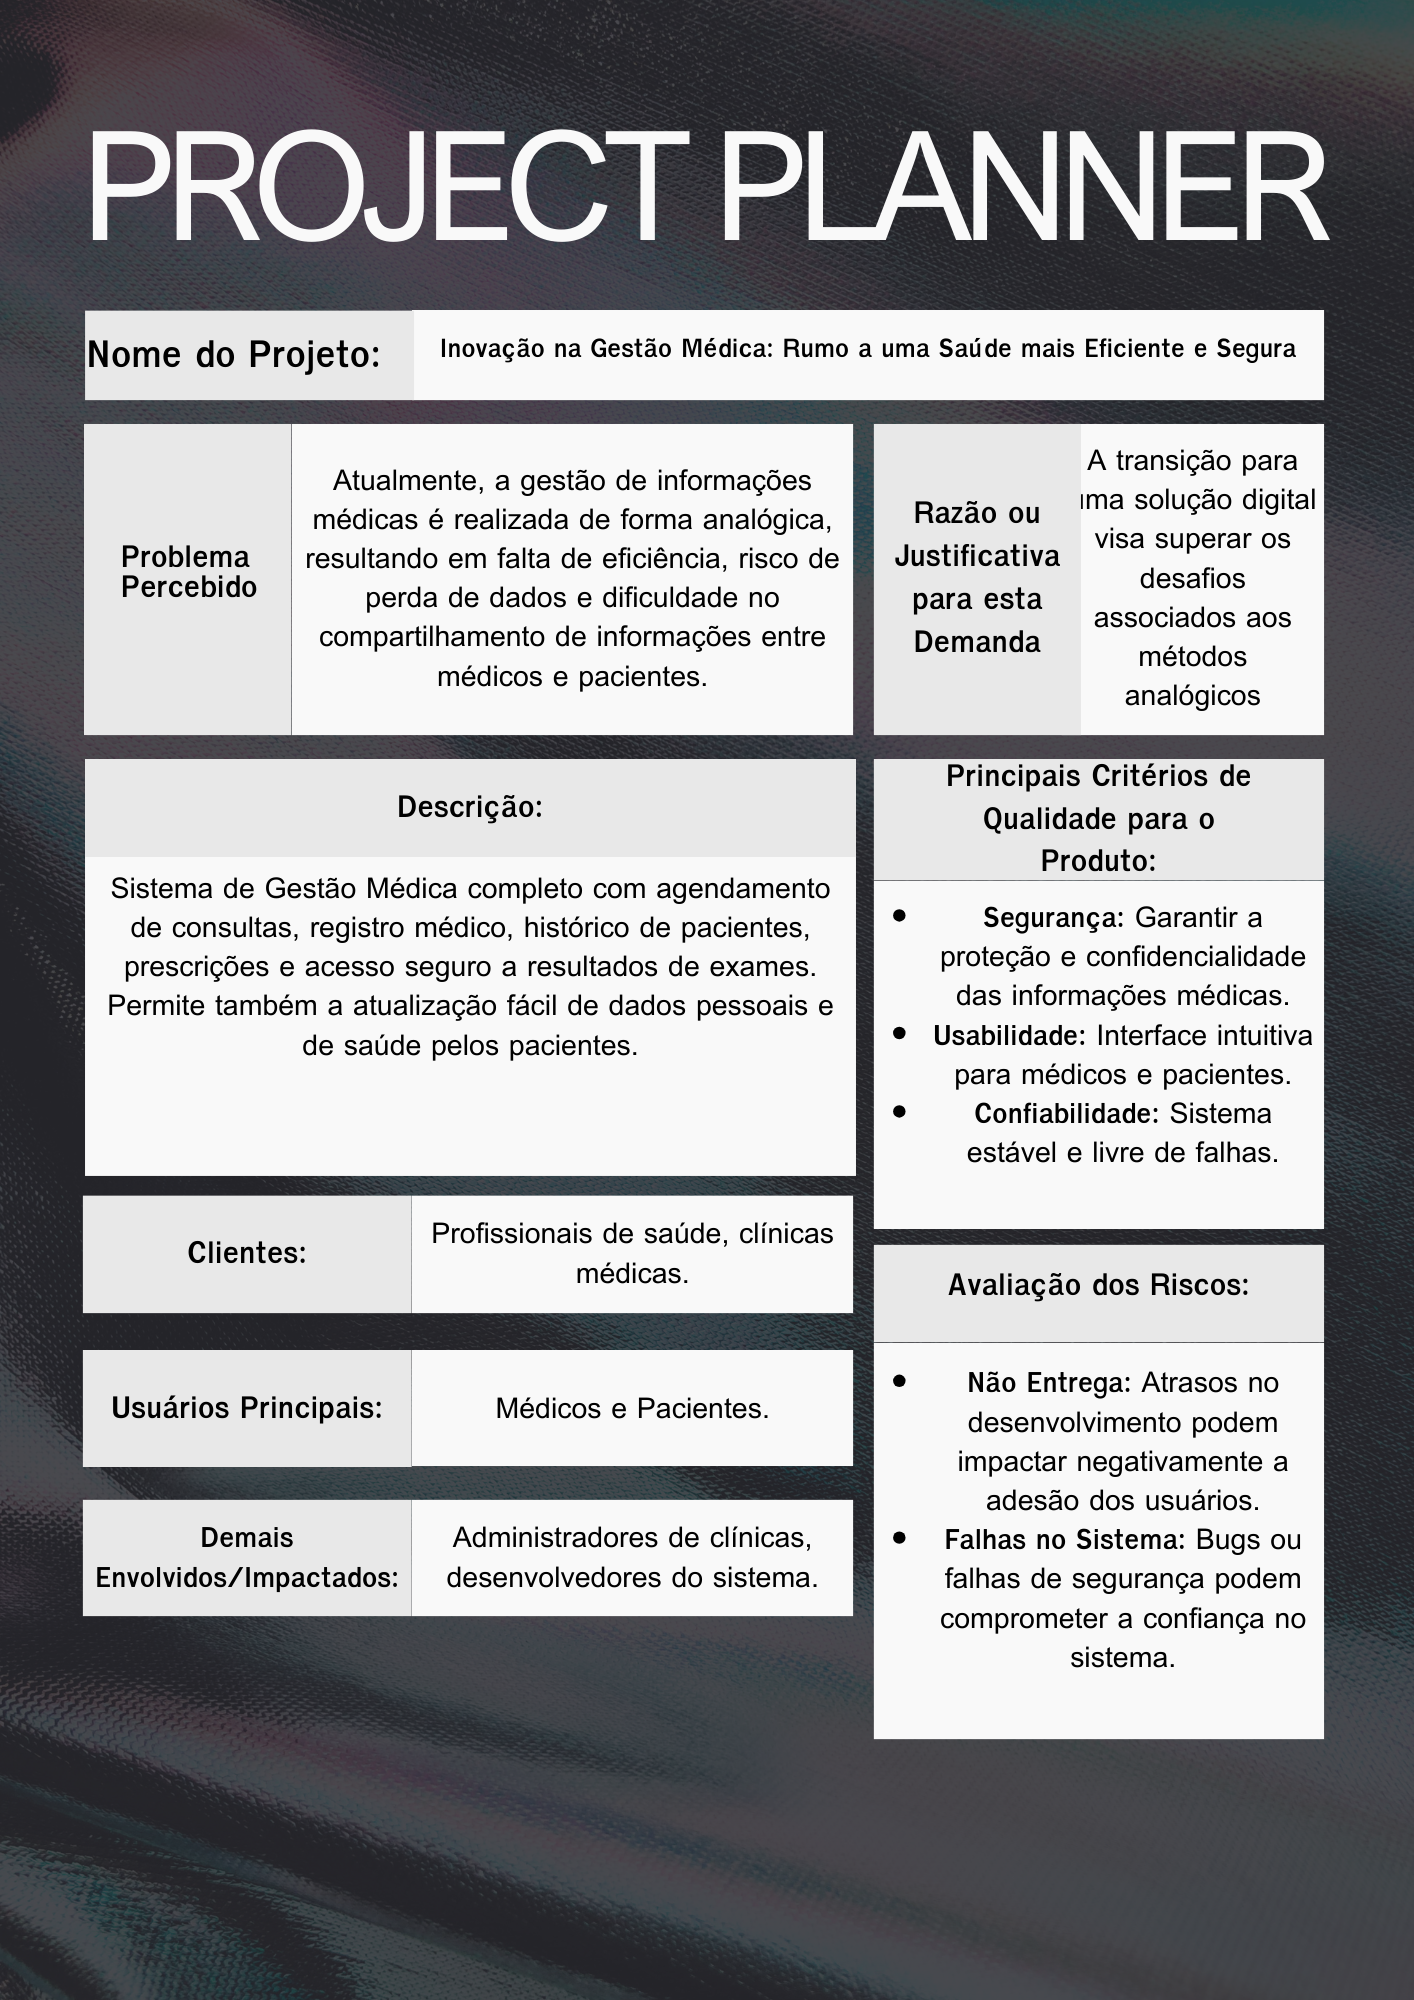 PROJECT PLANNER
Nome do Projeto:
Inovação na Gestão Médica: Rumo a uma Saúde mais Eficiente e Segura
Problema
Percebido
Atualmente, a gestão de informações
médicas é realizada de forma analógica,
resultando em falta de eficiência, risco de
perda de dados e dificuldade no
compartilhamento de informações entre
médicos e pacientes.
Razão ou
Justificativa
para esta
Demanda
A transição para
uma solução digital
visa superar os
desafios
associados aos
métodos
analógicos
Descrição:
Sistema de Gestão Médica completo com agendamento
de consultas, registro médico, histórico de pacientes,
prescrições e acesso seguro a resultados de exames.
Permite também a atualização fácil de dados pessoais e
de saúde pelos pacientes.
Principais Critérios de
Qualidade para o
Produto:
• Segurança: Garantir a
proteção e confidencialidade
das informações médicas.
• Usabilidade: Interface intuitiva
para médicos e pacientes.
• Confiabilidade: Sistema
estável e livre de falhas.
Clientes:
Profissionais de saúde, clínicas
médicas.
Usuários Principais:
Médicos e Pacientes.
Demais
Envolvidos/Impactados:
Administradores de clínicas,
desenvolvedores do sistema.
Avaliação dos Riscos:
• Não Entrega: Atrasos no
desenvolvimento podem
impactar negativamente a
adesão dos usuários.
• Falhas no Sistema: Bugs ou
falhas de segurança podem
comprometer a confiança no
sistema.